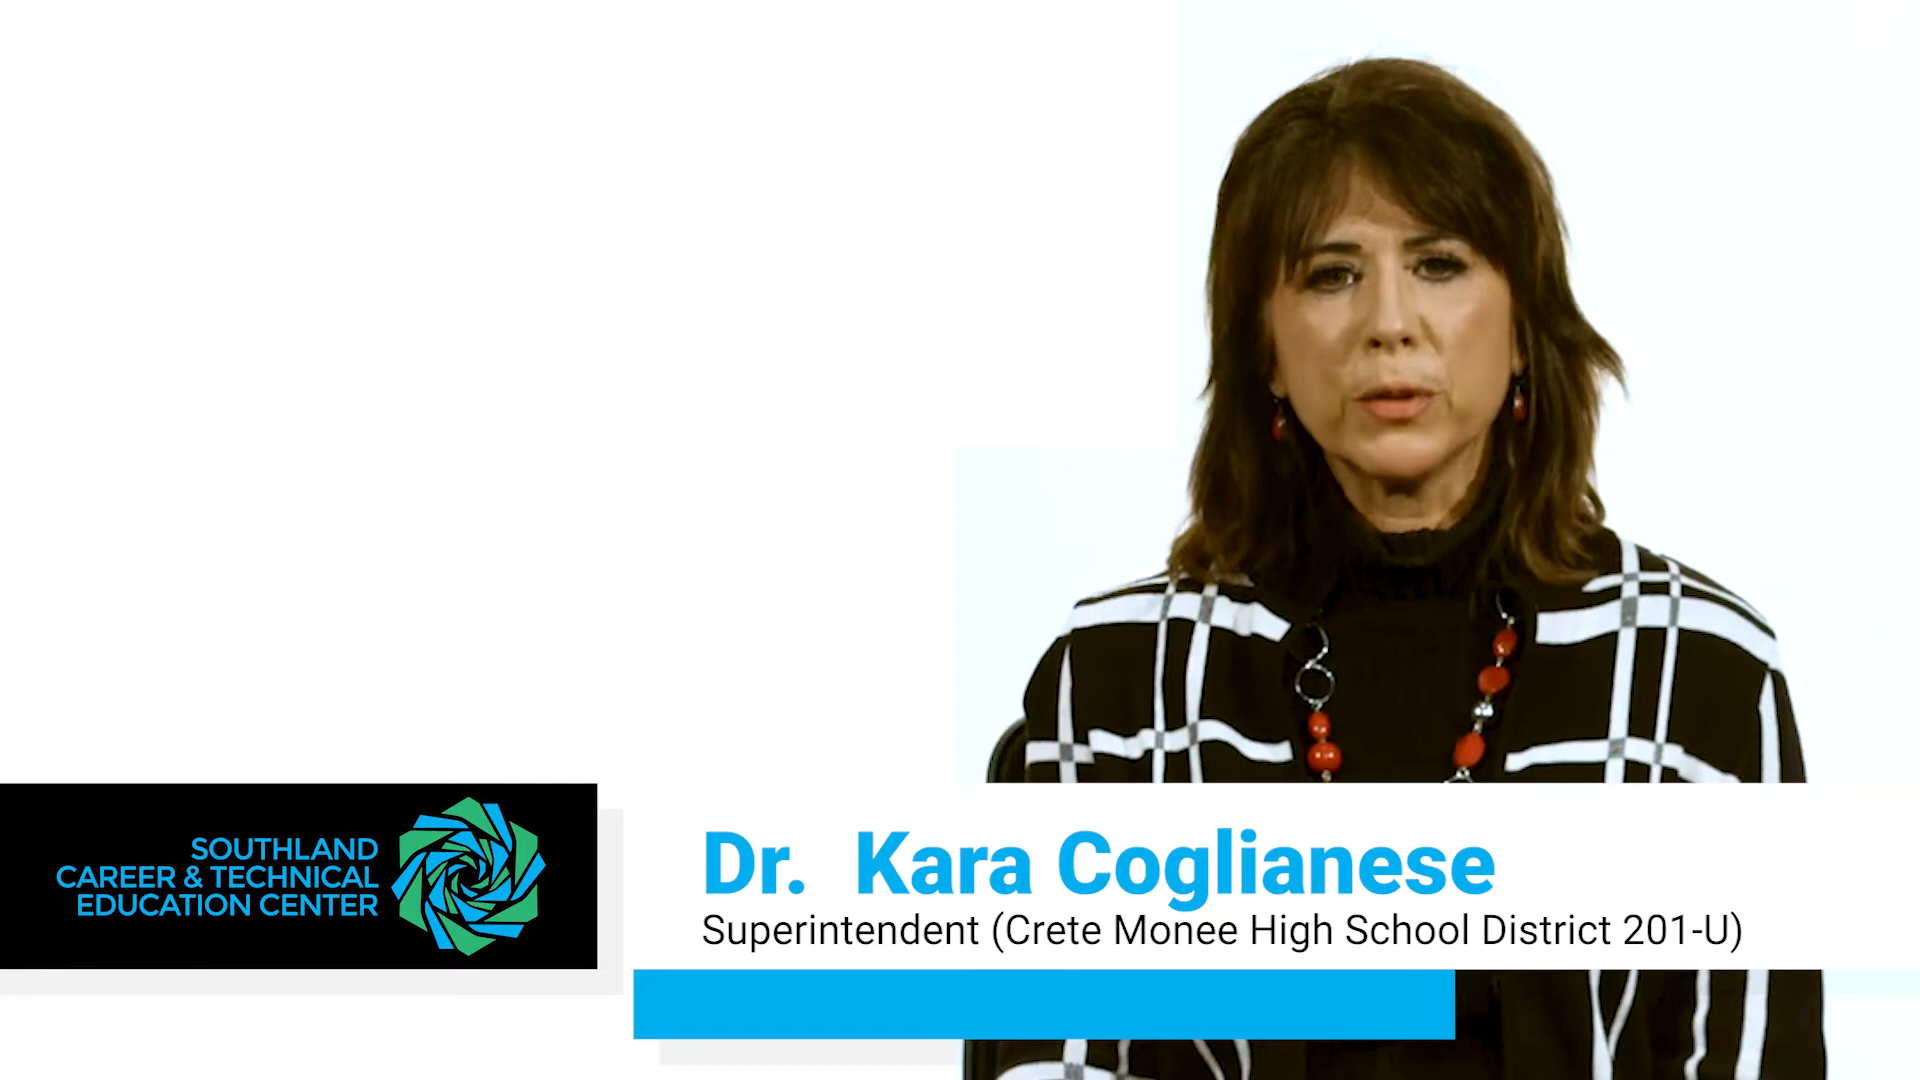 SOUTHLAND
CAREER & TECHNICAL
EDUCATION CENTER
Dr. Kara Coglianese
Superintendent (Crete Monee High School District 201-U)